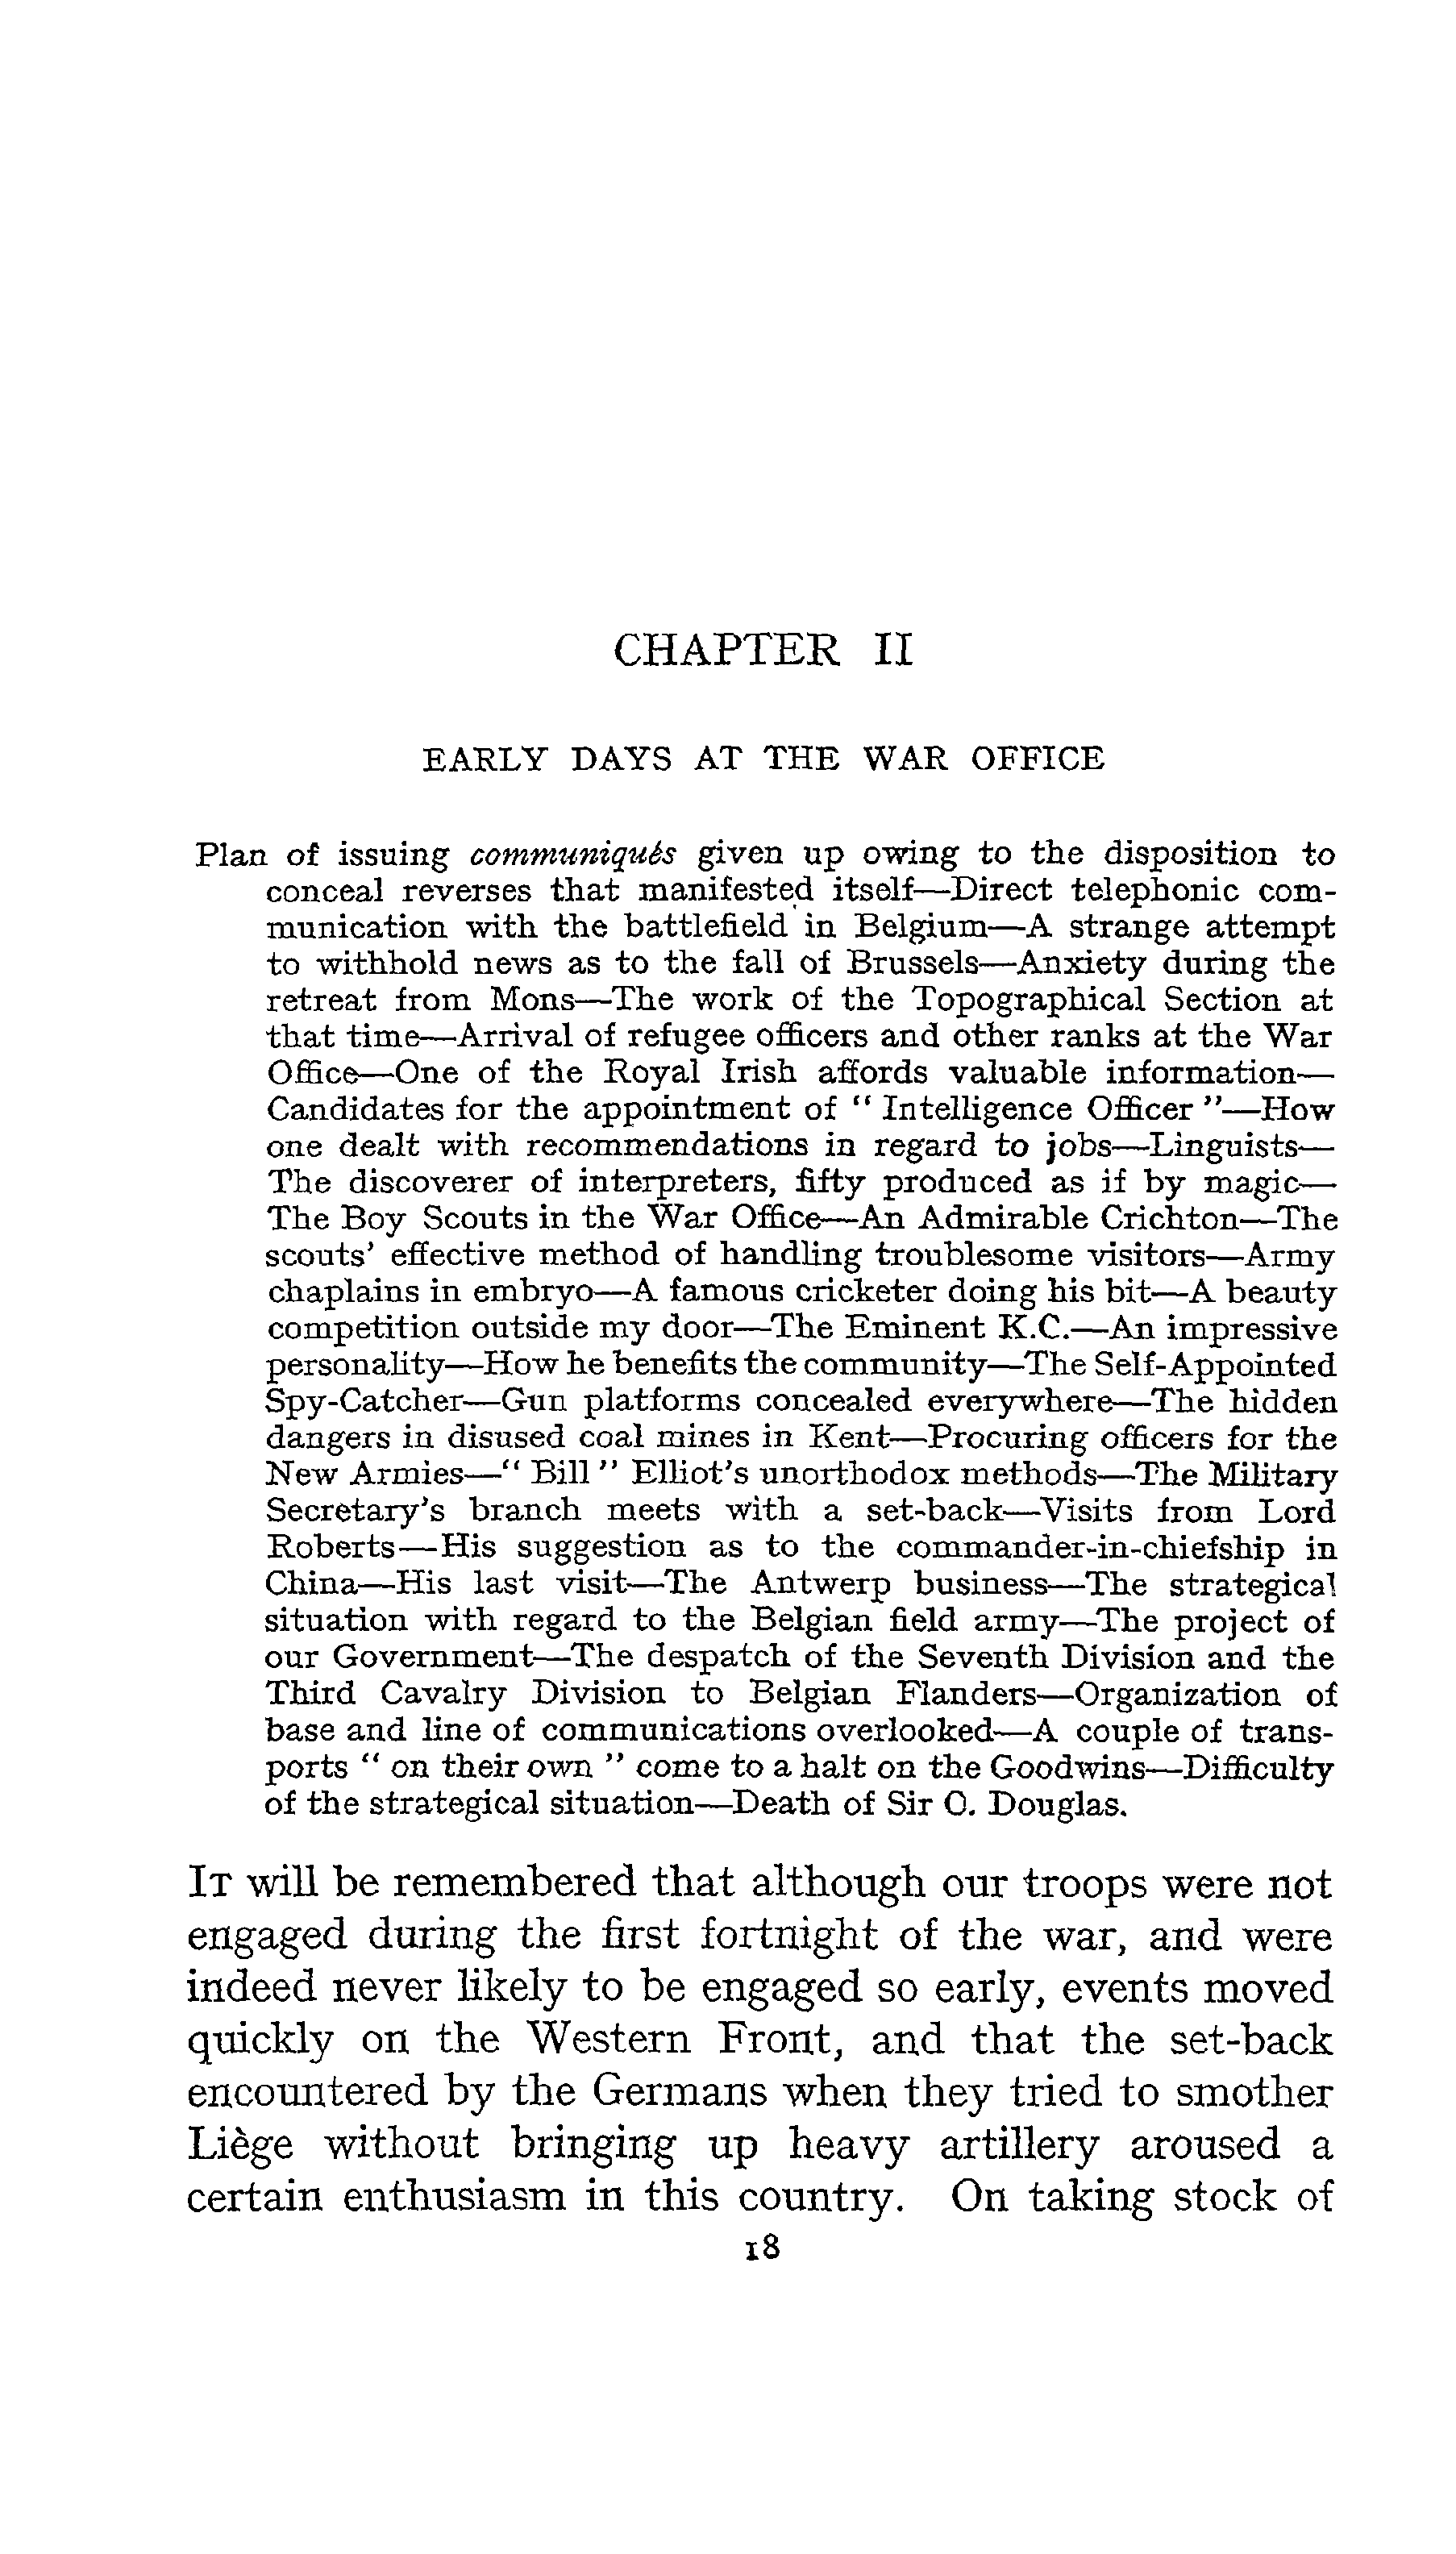 CHAPTER II
EARLY DAYS AT THE WAR OFFICE
Plan of issuing communiqués given up owing to the disposition to
conceal reverses that manifested itself—Direct telephonic com-
munication with the battlefield in Belgium—A strange attempt
to withhold news as to the fall of Brussels—Anxiety during the
retreat from Mons—The work of the Topographical Section at
that time—Arrival of refugee officers and other ranks at the War
Office—One of the Royal Irish affords valuable information—
Candidates for the appointment of “ Intelligence Officer ”—How
one dealt with recommendations in regard to jobs—Linguists—
The discoverer of interpreters, fifty produced as if by magic—
The Boy Scouts in the War Office—An Admirable Crichton—The
scouts’ effective method of handling troublesome visitors—Army
chaplains in embryo—A famous cricketer doing his bit—A beauty
competition outside my door—The Eminent K.C.—An impressive
personality—How he benefits the community—The Self-Appointed
Spy-Catcher—Gun platforms concealed everywhere—The hidden
dangers in disused coal mines in Kent—Procuring officers for the
New Armies—“ Bill ” Elliot’s unorthodox methods—The Military
Secretary’s branch meets with a set-back—Visits from Lord
Roberts—His suggestion as to the commander-in-chiefship in
China—His last visit—The Antwerp business—The strategical
situation with regard to the Belgian field army—The project of
our Government—The despatch of the Seventh Division and the
Third Cavalry Division to Belgian Flanders—Organization of
base and line of communications overlooked—A couple of trans-
ports “ on their own ” come to a halt on the Goodwins—Difficulty
of the strategical situation—Death of Sir C. Douglas.
IT will be remembered that although our troops were not
engaged during the first fortnight of the war, and were
indeed never likely to be engaged so early, events moved
quickly on the Western Front, and that the set-back
encountered by the Germans when they tried to smother
Liège without bringing up heavy artillery aroused a
certain enthusiasm in this country. On taking stock of
18